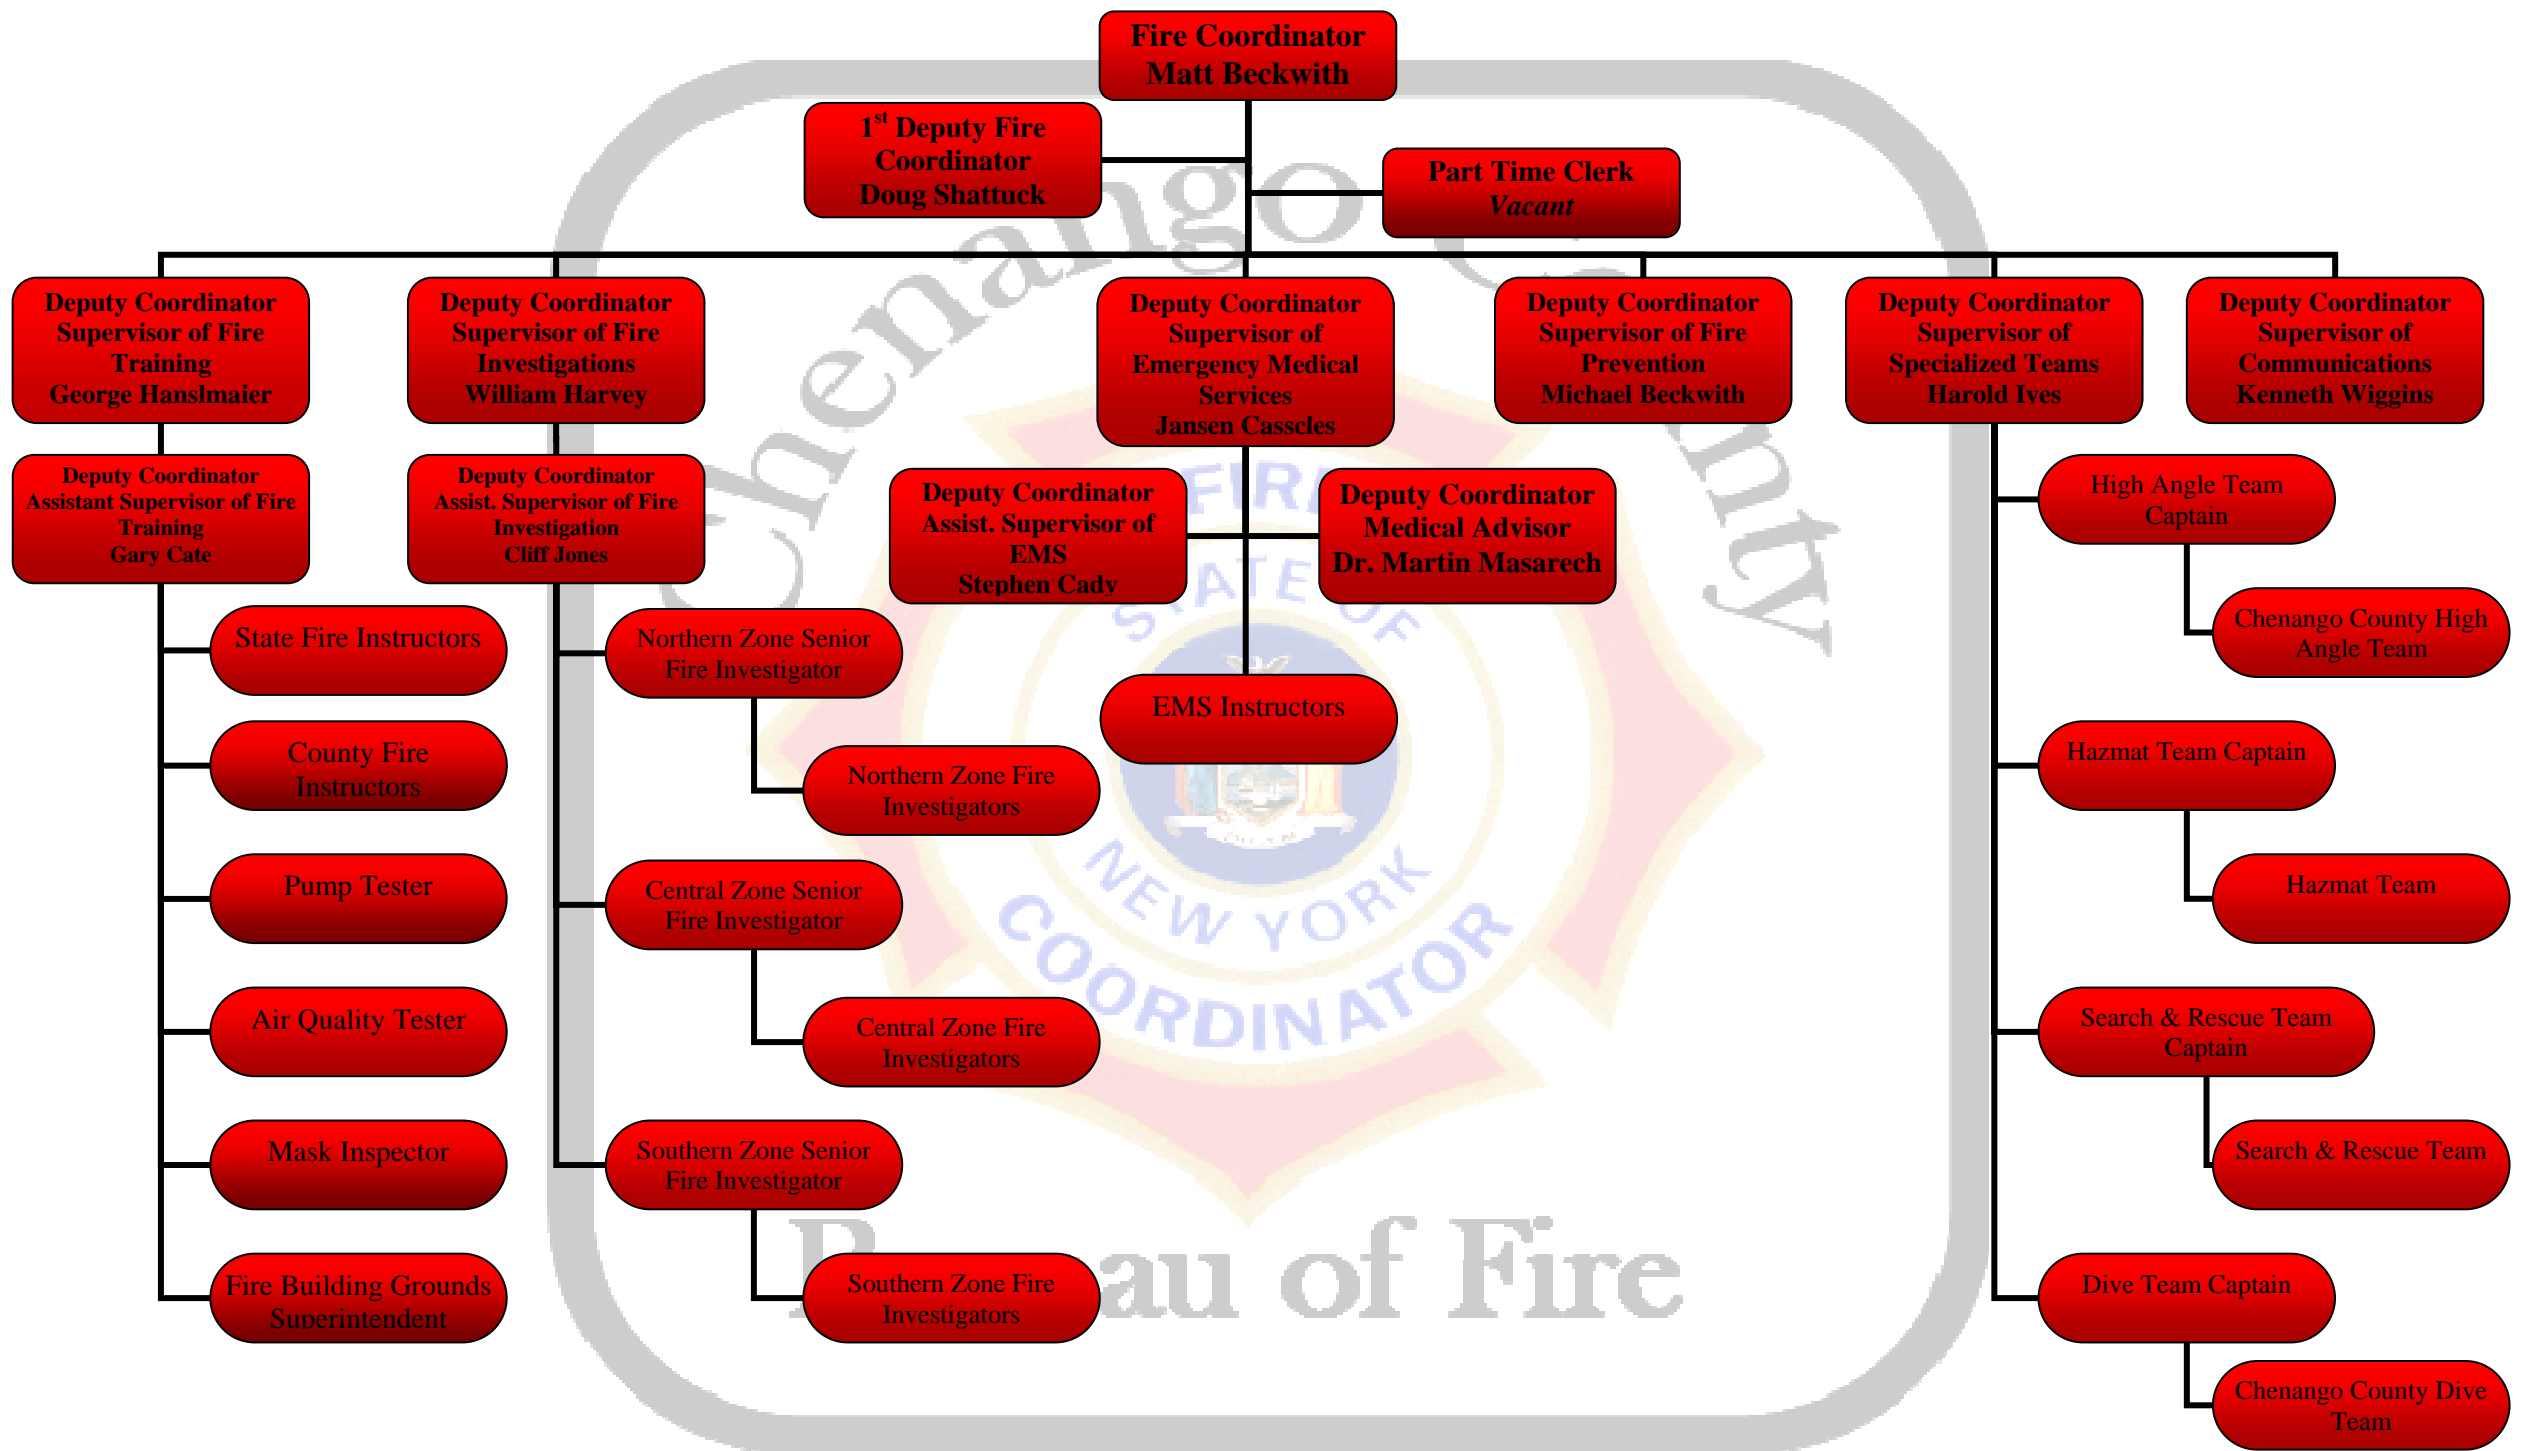 Fire Coordinator
Matt Beckwith
1st Deputy Fire
Coordinator
Doug Shattuck
Part Time Clerk
Vacant
Deputy Coordinator
Supervisor of Fire
Training
George Hanslmaier
Deputy Coordinator
Supervisor of Fire
Investigations
William Harvey
Deputy Coordinator
Supervisor of
Emergency Medical
Services
Jansen Casscles
Deputy Coordinator
Supervisor of Fire
Prevention
Michael Beckwith
Deputy Coordinator
Supervisor of
Specialized Teams
Harold Ives
Deputy Coordinator
Supervisor of
Communications
Kenneth Wiggins
Deputy Coordinator
Assistant Supervisor of Fire
Training
Gary Cate
Deputy Coordinator
Assist. Supervisor of Fire
Investigation
Cliff Jones
Deputy Coordinator
Assist. Supervisor of
EMS
Stephen Cady
Deputy Coordinator
Medical Advisor
Dr. Martin Masarech
State Fire Instructors
County Fire
Instructors
Pump Tester
Air Quality Tester
Mask Inspector
Fire Building Grounds
Superintendent
Northern Zone Senior
Fire Investigator
Northern Zone Fire
Investigators
Central Zone Senior
Fire Investigator
Central Zone Fire
Investigators
Southern Zone Senior
Fire Investigator
Southern Zone Fire
Investigators
EMS Instructors
High Angle Team
Captain
Chenango County High
Angle Team
Hazmat Team Captain
Hazmat Team
Search & Rescue Team
Captain
Search & Rescue Team
Dive Team Captain
Chenango County Dive
Team
Chenango County
FIRE
STATE OF
NEW YORK
COORDINATOR
Bureau of Fire